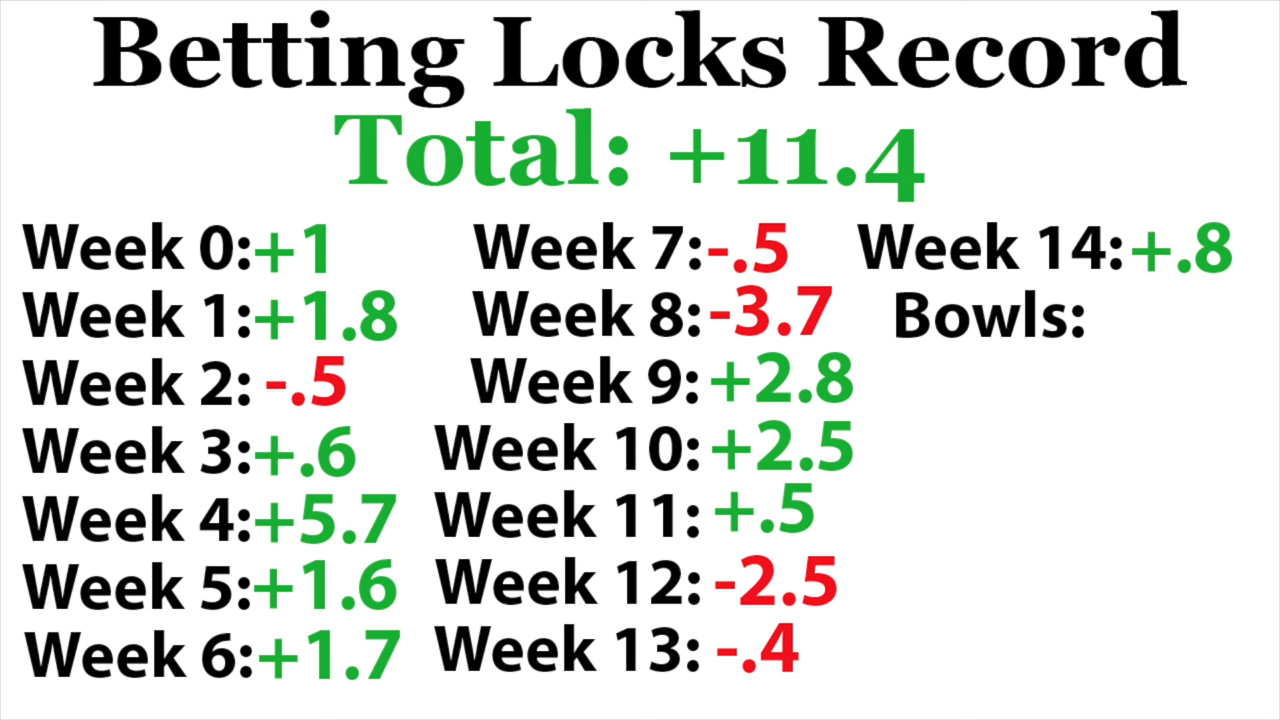 Betting Locks Record
Total: +11.4
Week 0:+1
Week 1:+1.8
Week 2: -.5
Week 3:+.6
Week 4:+5.7
Week 5:+1.6
Week 6:+1.7
Week 7:-.5
Week 8:-3.7
Week 9:+2.8
Week 10:+2.5
Week 11:+.5
Week 12:-2.5
Week 13:-.4
Week 14:+.8
Bowls: